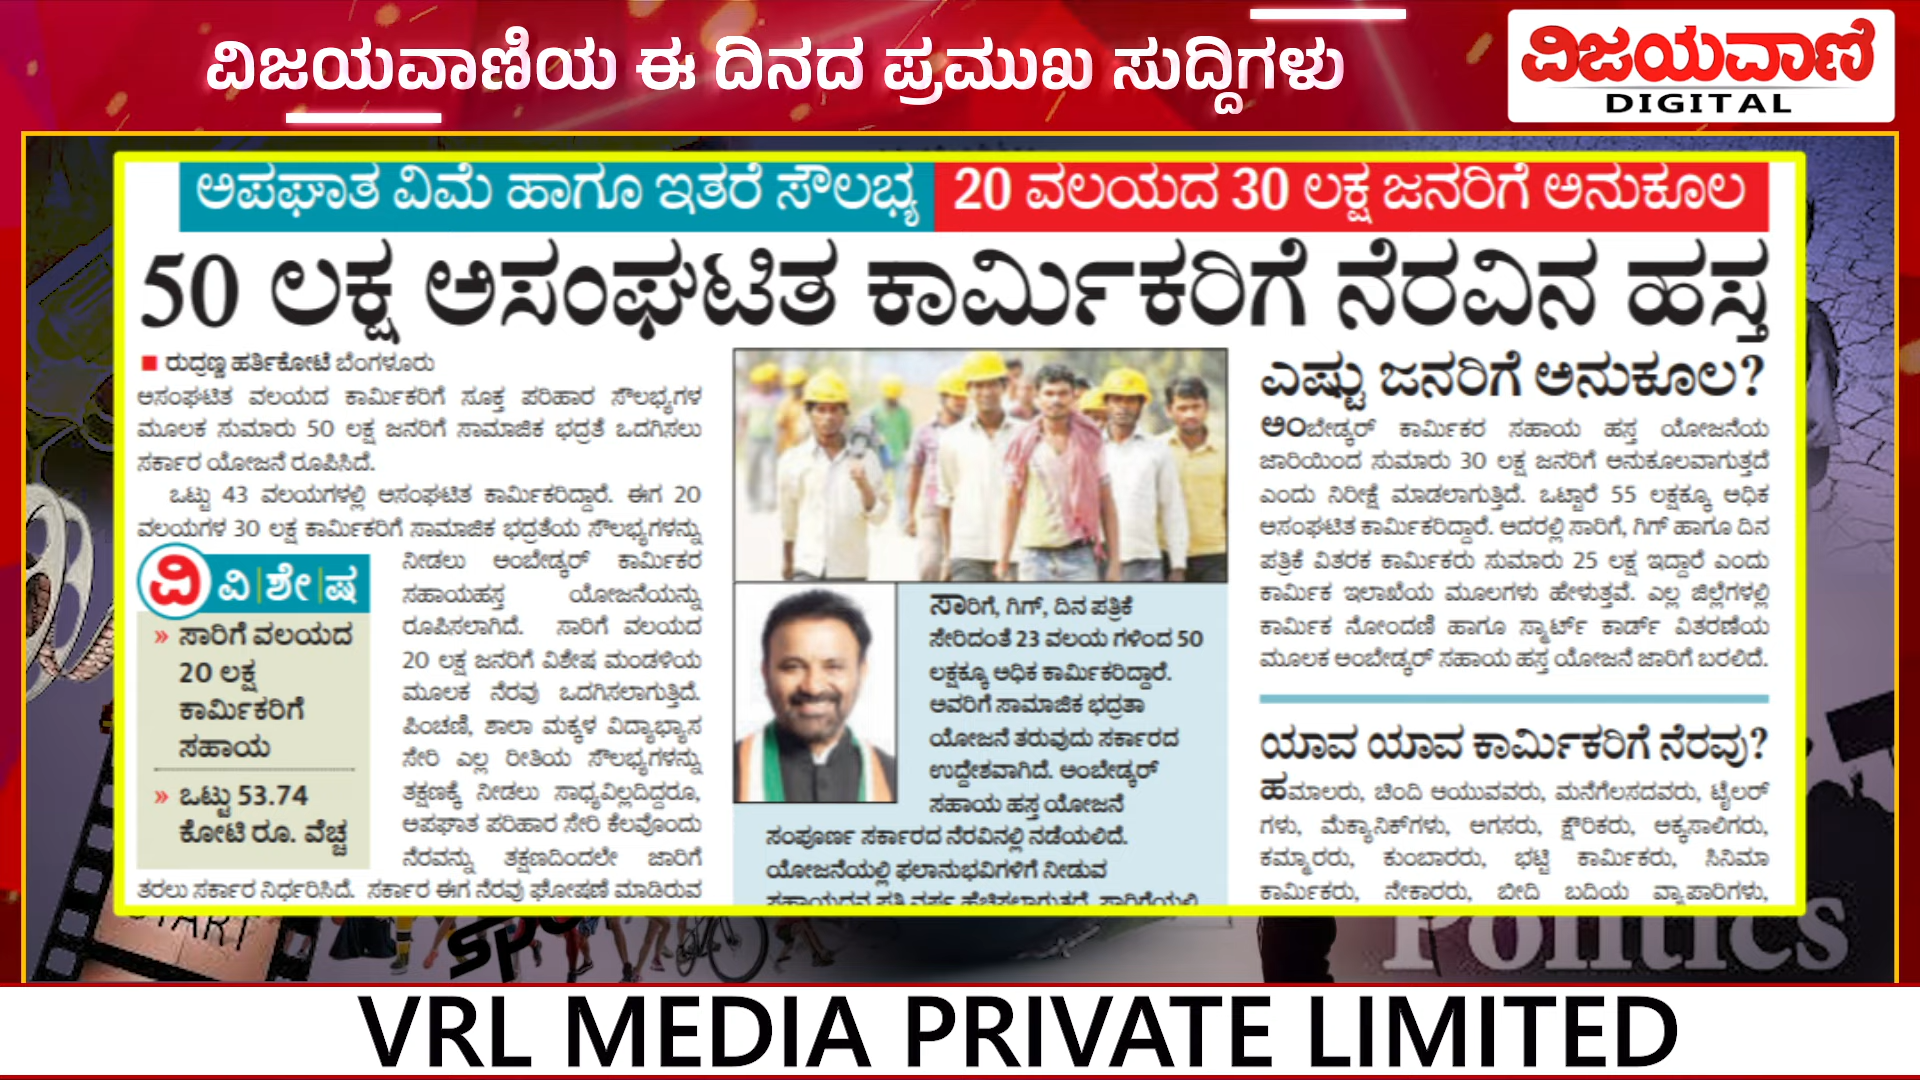 ವಿಜಯವಾಣಿಯ ಈ ದಿನದ ಪ್ರಮುಖ ಸುದ್ದಿಗಳು
ವಿಜಯವಾಣಿ
DIGITAL
ಅಪಘಾತ ವಿಮೆ ಹಾಗೂ ಇತರೆ ಸೌಲಭ್ಯ
20 ವಲಯದ 30 ಲಕ್ಷ ಜನರಿಗೆ ಅನುಕೂಲ
50 ಲಕ್ಷ ಅಸಂಘಟಿತ ಕಾರ್ಮಿಕರಿಗೆ ನೆರವಿನ ಹಸ್ತ
ರುದ್ರಣ್ಣ ಹರ್ತಿಕೋಟೆ ಬೆಂಗಳೂರು
ಅಸಂಘಟಿತ ವಲಯದ ಕಾರ್ಮಿಕರಿಗೆ ಸೂಕ್ತ ಪರಿಹಾರ ಸೌಲಭ್ಯಗಳ
ಮೂಲಕ ಸುಮಾರು 50 ಲಕ್ಷ ಜನರಿಗೆ ಸಾಮಾಜಿಕ ಭದ್ರತೆ ಒದಗಿಸಲು
ಸರ್ಕಾರ ಯೋಜನೆ ರೂಪಿಸಿದೆ.
ಒಟ್ಟು 43 ವಲಯಗಳಲ್ಲಿ ಅಸಂಘಟಿತ ಕಾರ್ಮಿಕರಿದ್ದಾರೆ. ಈಗ 20
ವಲಯಗಳ 30 ಲಕ್ಷ ಕಾರ್ಮಿಕರಿಗೆ ಸಾಮಾಜಿಕ ಭದ್ರತೆಯ ಸೌಲಭ್ಯಗಳನ್ನು
ನೀಡಲು ಅಂಬೇಡ್ಕರ್ ಕಾರ್ಮಿಕರ
ಸಹಾಯಹಸ್ತ ಯೋಜನೆಯನ್ನು
ರೂಪಿಸಲಾಗಿದೆ. ಸಾರಿಗೆ ವಲಯದ
20 ಲಕ್ಷ ಜನರಿಗೆ ವಿಶೇಷ ಮಂಡಳಿಯ
ಮೂಲಕ ನೆರವು ಒದಗಿಸಲಾಗುತ್ತಿದೆ.
ಪಿಂಚಣಿ, ಶಾಲಾ ಮಕ್ಕಳ ವಿದ್ಯಾಭ್ಯಾಸ
ಸೇರಿ ಎಲ್ಲ ರೀತಿಯ ಸೌಲಭ್ಯಗಳನ್ನು
ತಕ್ಷಣಕ್ಕೆ ನೀಡಲು ಸಾಧ್ಯವಿಲ್ಲದಿದ್ದರೂ,
ಅಪಘಾತ ಪರಿಹಾರ ಸೇರಿ ಕೆಲವೊಂದು
ನೆರವನ್ನು ತಕ್ಷಣದಿಂದಲೇ ಜಾರಿಗೆ
ತರಲು ಸರ್ಕಾರ ನಿರ್ಧರಿಸಿದೆ. ಸರ್ಕಾರ ಈಗ ನೆರವು ಘೋಷಣೆ ಮಾಡಿರುವ
ವಿ ವಿ|ಶೇ|ಷ
» ಸಾರಿಗೆ ವಲಯದ
20 ಲಕ್ಷ
ಕಾರ್ಮಿಕರಿಗೆ
ಸಹಾಯ
» ಒಟ್ಟು 53.74
ಕೋಟಿ ರೂ. ವೆಚ್ಚ
ಸಾರಿಗೆ, ಗಿಗ್, ದಿನ ಪತ್ರಿಕೆ
ಸೇರಿದಂತೆ 23 ವಲಯ ಗಳಿಂದ 50
ಲಕ್ಷಕ್ಕೂ ಅಧಿಕ ಕಾರ್ಮಿಕರಿದ್ದಾರೆ.
ಅವರಿಗೆ ಸಾಮಾಜಿಕ ಭದ್ರತಾ
ಯೋಜನೆ ತರುವುದು ಸರ್ಕಾರದ
ಉದ್ದೇಶವಾಗಿದೆ. ಅಂಬೇಡ್ಕರ್
ಸಹಾಯ ಹಸ್ತ ಯೋಜನೆ
ಸಂಪೂರ್ಣ ಸರ್ಕಾರದ ನೆರವಿನಲ್ಲಿ ನಡೆಯಲಿದೆ.
ಯೋಜನೆಯಲ್ಲಿ ಫಲಾನುಭವಿಗಳಿಗೆ ನೀಡುವ
ಎಷ್ಟು ಜನರಿಗೆ ಅನುಕೂಲ?
ಅಂಬೇಡ್ಕರ್ ಕಾರ್ಮಿಕರ ಸಹಾಯ ಹಸ್ತ ಯೋಜನೆಯ
ಜಾರಿಯಿಂದ ಸುಮಾರು 30 ಲಕ್ಷ ಜನರಿಗೆ ಅನುಕೂಲವಾಗುತ್ತದೆ
ಎಂದು ನಿರೀಕ್ಷೆ ಮಾಡಲಾಗುತ್ತಿದೆ. ಒಟ್ಟಾರೆ 55 ಲಕ್ಷಕ್ಕೂ ಅಧಿಕ
ಅಸಂಘಟಿತ ಕಾರ್ಮಿಕರಿದ್ದಾರೆ. ಅದರಲ್ಲಿ ಸಾರಿಗೆ, ಗಿಗ್ ಹಾಗೂ ದಿನ
ಪತ್ರಿಕೆ ವಿತರಕ ಕಾರ್ಮಿಕರು ಸುಮಾರು 25 ಲಕ್ಷ ಇದ್ದಾರೆ ಎಂದು
ಕಾರ್ಮಿಕ ಇಲಾಖೆಯ ಮೂಲಗಳು ಹೇಳುತ್ತವೆ. ಎಲ್ಲ ಜಿಲ್ಲೆಗಳಲ್ಲಿ
ಕಾರ್ಮಿಕ ನೋಂದಣಿ ಹಾಗೂ ಸ್ಮಾರ್ಟ್ ಕಾರ್ಡ್ ವಿತರಣೆಯ
ಮೂಲಕ ಅಂಬೇಡ್ಕರ್ ಸಹಾಯ ಹಸ್ತ ಯೋಜನೆ ಜಾರಿಗೆ ಬರಲಿದೆ.
ಯಾವ ಯಾವ ಕಾರ್ಮಿಕರಿಗೆ ನೆರವು?
ಹಮಾಲರು, ಚಿಂದಿ ಆಯುವವರು, ಮನೆಗೆಲಸದವರು, ಟೈಲರ್
ಗಳು, ಮೆಕ್ಯಾನಿಕ್‌ಗಳು, ಅಗಸರು, ಕ್ಷೌರಿಕರು, ಅಕ್ಕಸಾಲಿಗರು,
ಕಮ್ಮಾರರು, ಕುಂಬಾರರು, ಭಟ್ಟಿ ಕಾರ್ಮಿಕರು, ಸಿನಿಮಾ
ಕಾರ್ಮಿಕರು, ನೇಕಾರರು, ಬೀದಿ ಬದಿಯ ವ್ಯಾಪಾರಿಗಳು,
Politics
VRL MEDIA PRIVATE LIMITED